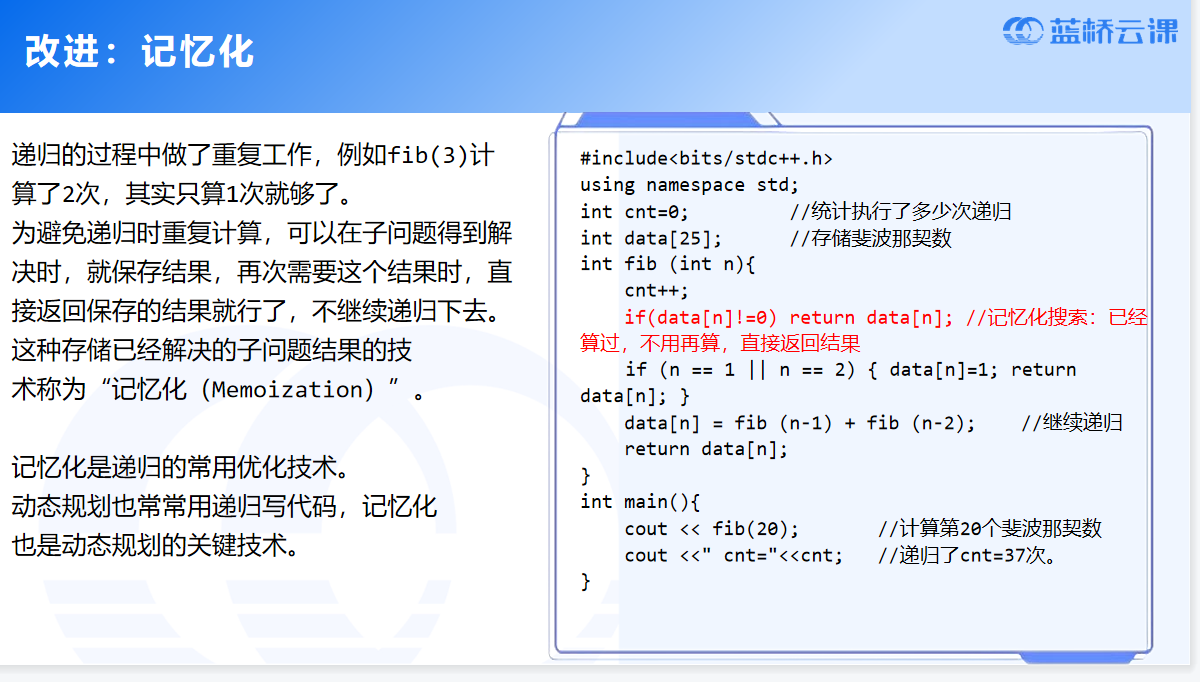 改进：记忆化
蓝桥云课
递归的过程中做了重复工作，例如fib(3)计
算了2次，其实只算1次就够了。
为避免递归时重复计算，可以在子问题得到解
决时，就保存结果，再次需要这个结果时，直
接返回保存的结果就行了，不继续递归下去。
这种存储已经解决的子问题结果的技
术称为“记忆化（Memoization）”。
记忆化是递归的常用优化技术。
动态规划也常常用递归写代码，记忆化
也是动态规划的关键技术。
#include<bits/stdc++.h>
using namespace std;
int cnt=0;         //统计执行了多少次递归
int data[25];      //存储斐波那契数
int fib (int n){
    cnt++;
    if(data[n]!=0) return data[n]; //记忆化搜索：已经
算过，不用再算，直接返回结果
    if (n == 1 || n == 2) { data[n]=1; return
data[n]; }
    data[n] = fib (n-1) + fib (n-2);    //继续递归
    return data[n];
}
int main(){
    cout << fib(20);       //计算第20个斐波那契数
    cout <<" cnt="<<cnt;   //递归了cnt=37次。
}